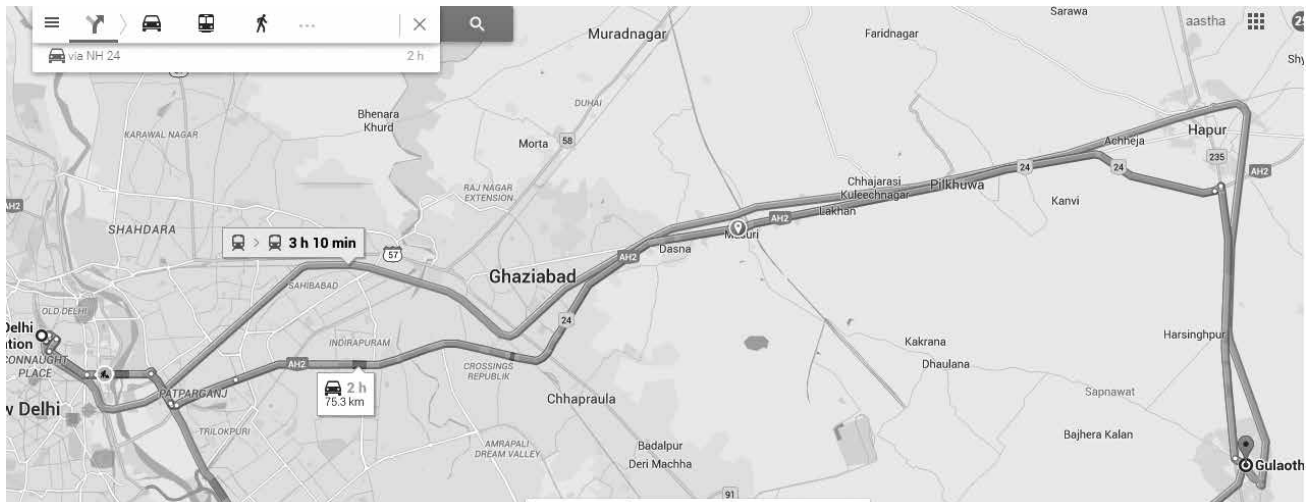 Sarawa
aastha
Muradnagar
Faridnagar
via NH 24
2 h
DUHAI
Bhenara
Khurd
KARAWAL NAGAR
Morta
58
Hapur
Achheja
235
24
24
AH2
RAJ NAGAR
EXTENSION
Chhajarasi
Kuleechnagar
Pilkhuwa
Kanvi
AH2
SHAHDARA
Lakhan
AH2
3 h 10 min
57
Dasna
AH2
Ghaziabad
SAHIBABAD
OLD DELHI
24
Delhi
INDIRAPURAM
Harsinghpur
CONNAUGHT
PLACE
Kakrana
AH2
CROSSINGS
REPUBLIK
Dhaulana
2 h
75.3 km
PATPARGANJ
Sapnawat
Chhapraula
w Delhi
TRILOKPURI
Bajhera Kalan
AMRAPALI
DREAM VALLEY
Badalpur
Deri Machha
Gulaoth
91